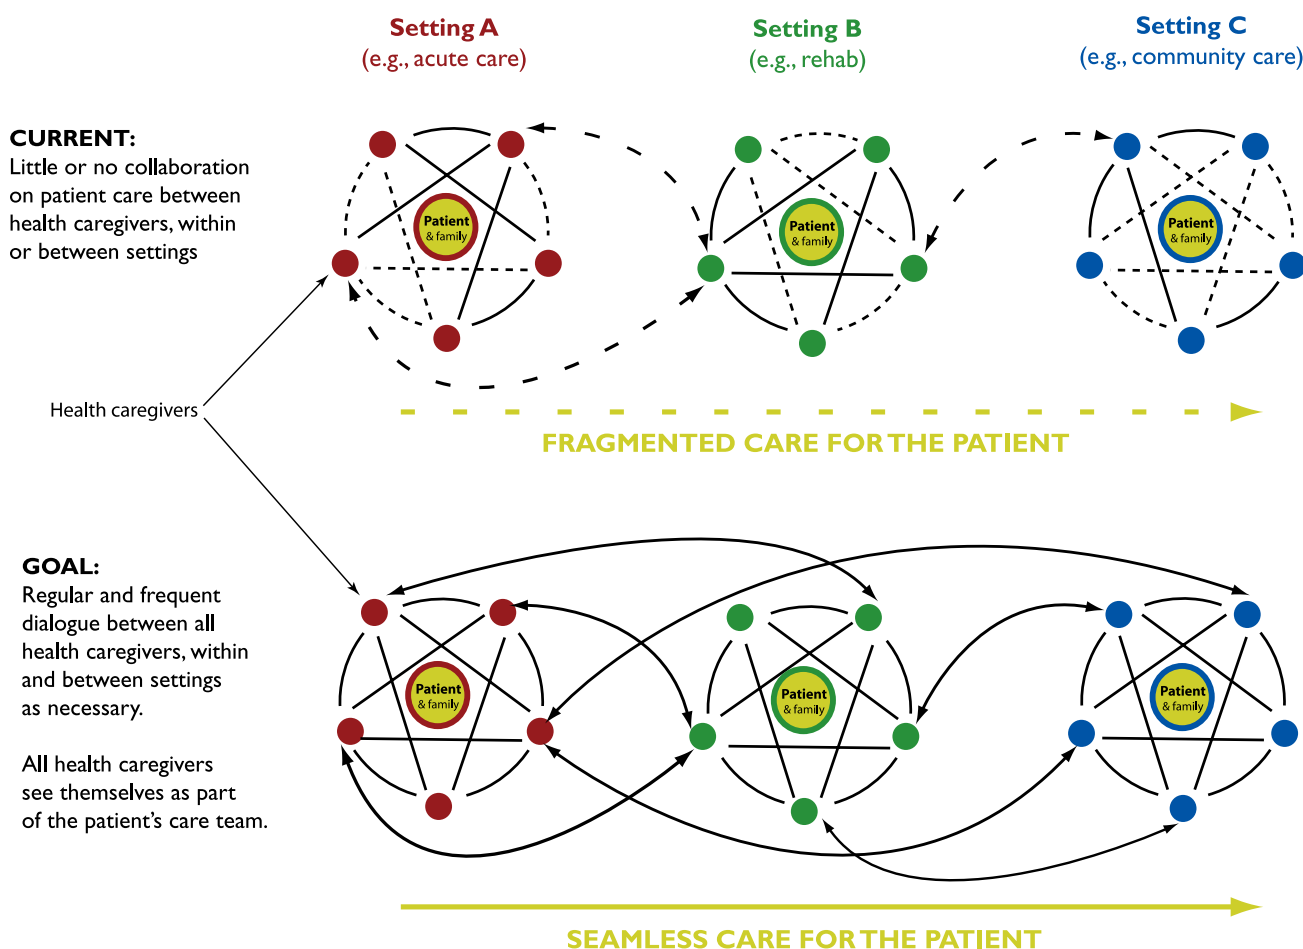 Setting A
(e.g., acute care)
Setting B
(e.g., rehab)
Setting C
(e.g., community care)
CURRENT:
Little or no collaboration
on patient care between
health caregivers, within
or between settings
Patient
& family
Patient
& family
Patient
& family
Health caregivers
FRAGMENTED CARE FOR THE PATIENT
GOAL:
Regular and frequent
dialogue between all
health caregivers, within
and between settings
as necessary.
All health caregivers
see themselves as part
of the patient's care team.
Patient
& family
Patient
& family
Patient
& family
SEAMLESS CARE FOR THE PATIENT